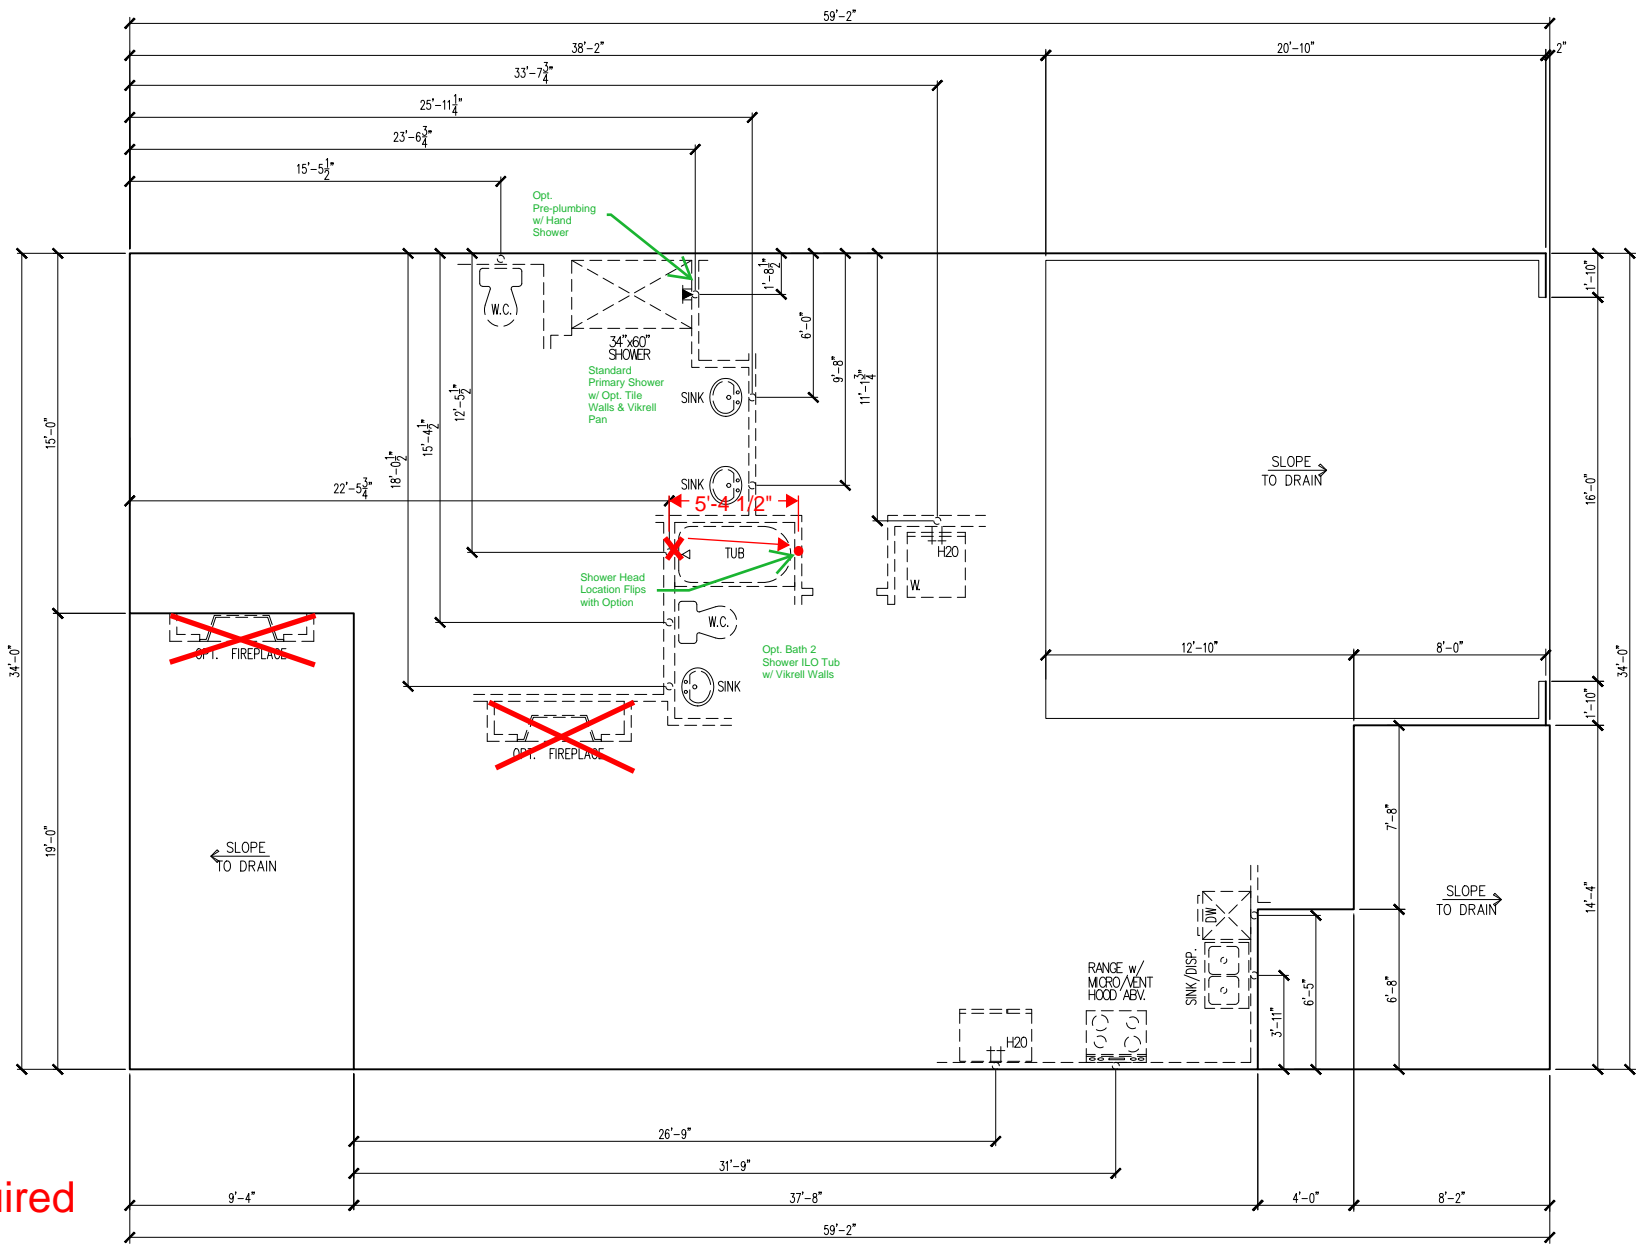 59'-2"
38'-2"
20'-10"
2"
33'-7 3/4"
25'-11 1/4"
23'-6 3/4"
15'-5 1/2"
Opt.
Pre-plumbing
w/ Hand
Shower
1'-8 1/2"
1'-10"
W.C.
6'-0"
34"x60"
SHOWER
9'-8"
11'-1 3/4"
Standard
Primary Shower
w/ Opt. Tile
Walls & Vikrell
Pan
SINK
12'-5 1/2"
15'-4 1/2"
18'-0 1/2"
15'-0"
SLOPE
TO DRAIN
16'-0"
SINK
22'-5 3/4"
5'-4 1/2"
TUB
H20
W.
Shower Head
Location Flips
with Option
W.C.
34'-0"
OPT. FIREPLACE
Opt. Bath 2
Shower ILO Tub
w/ Vikrell Walls
12'-10"
8'-0"
34'-0"
SINK
1'-10"
OPT. FIREPLACE
7'-8"
19'-0"
SLOPE
TO DRAIN
SLOPE
TO DRAIN
14'-4"
DW
RANGE w/
MICRO/VENT
HOOD ABV.
SINK/DISP.
6'-5"
6'-8"
3'-11"
H20
26'-9"
31'-9"
uired
9'-4"
37'-8"
4'-0"
8'-2"
59'-2"